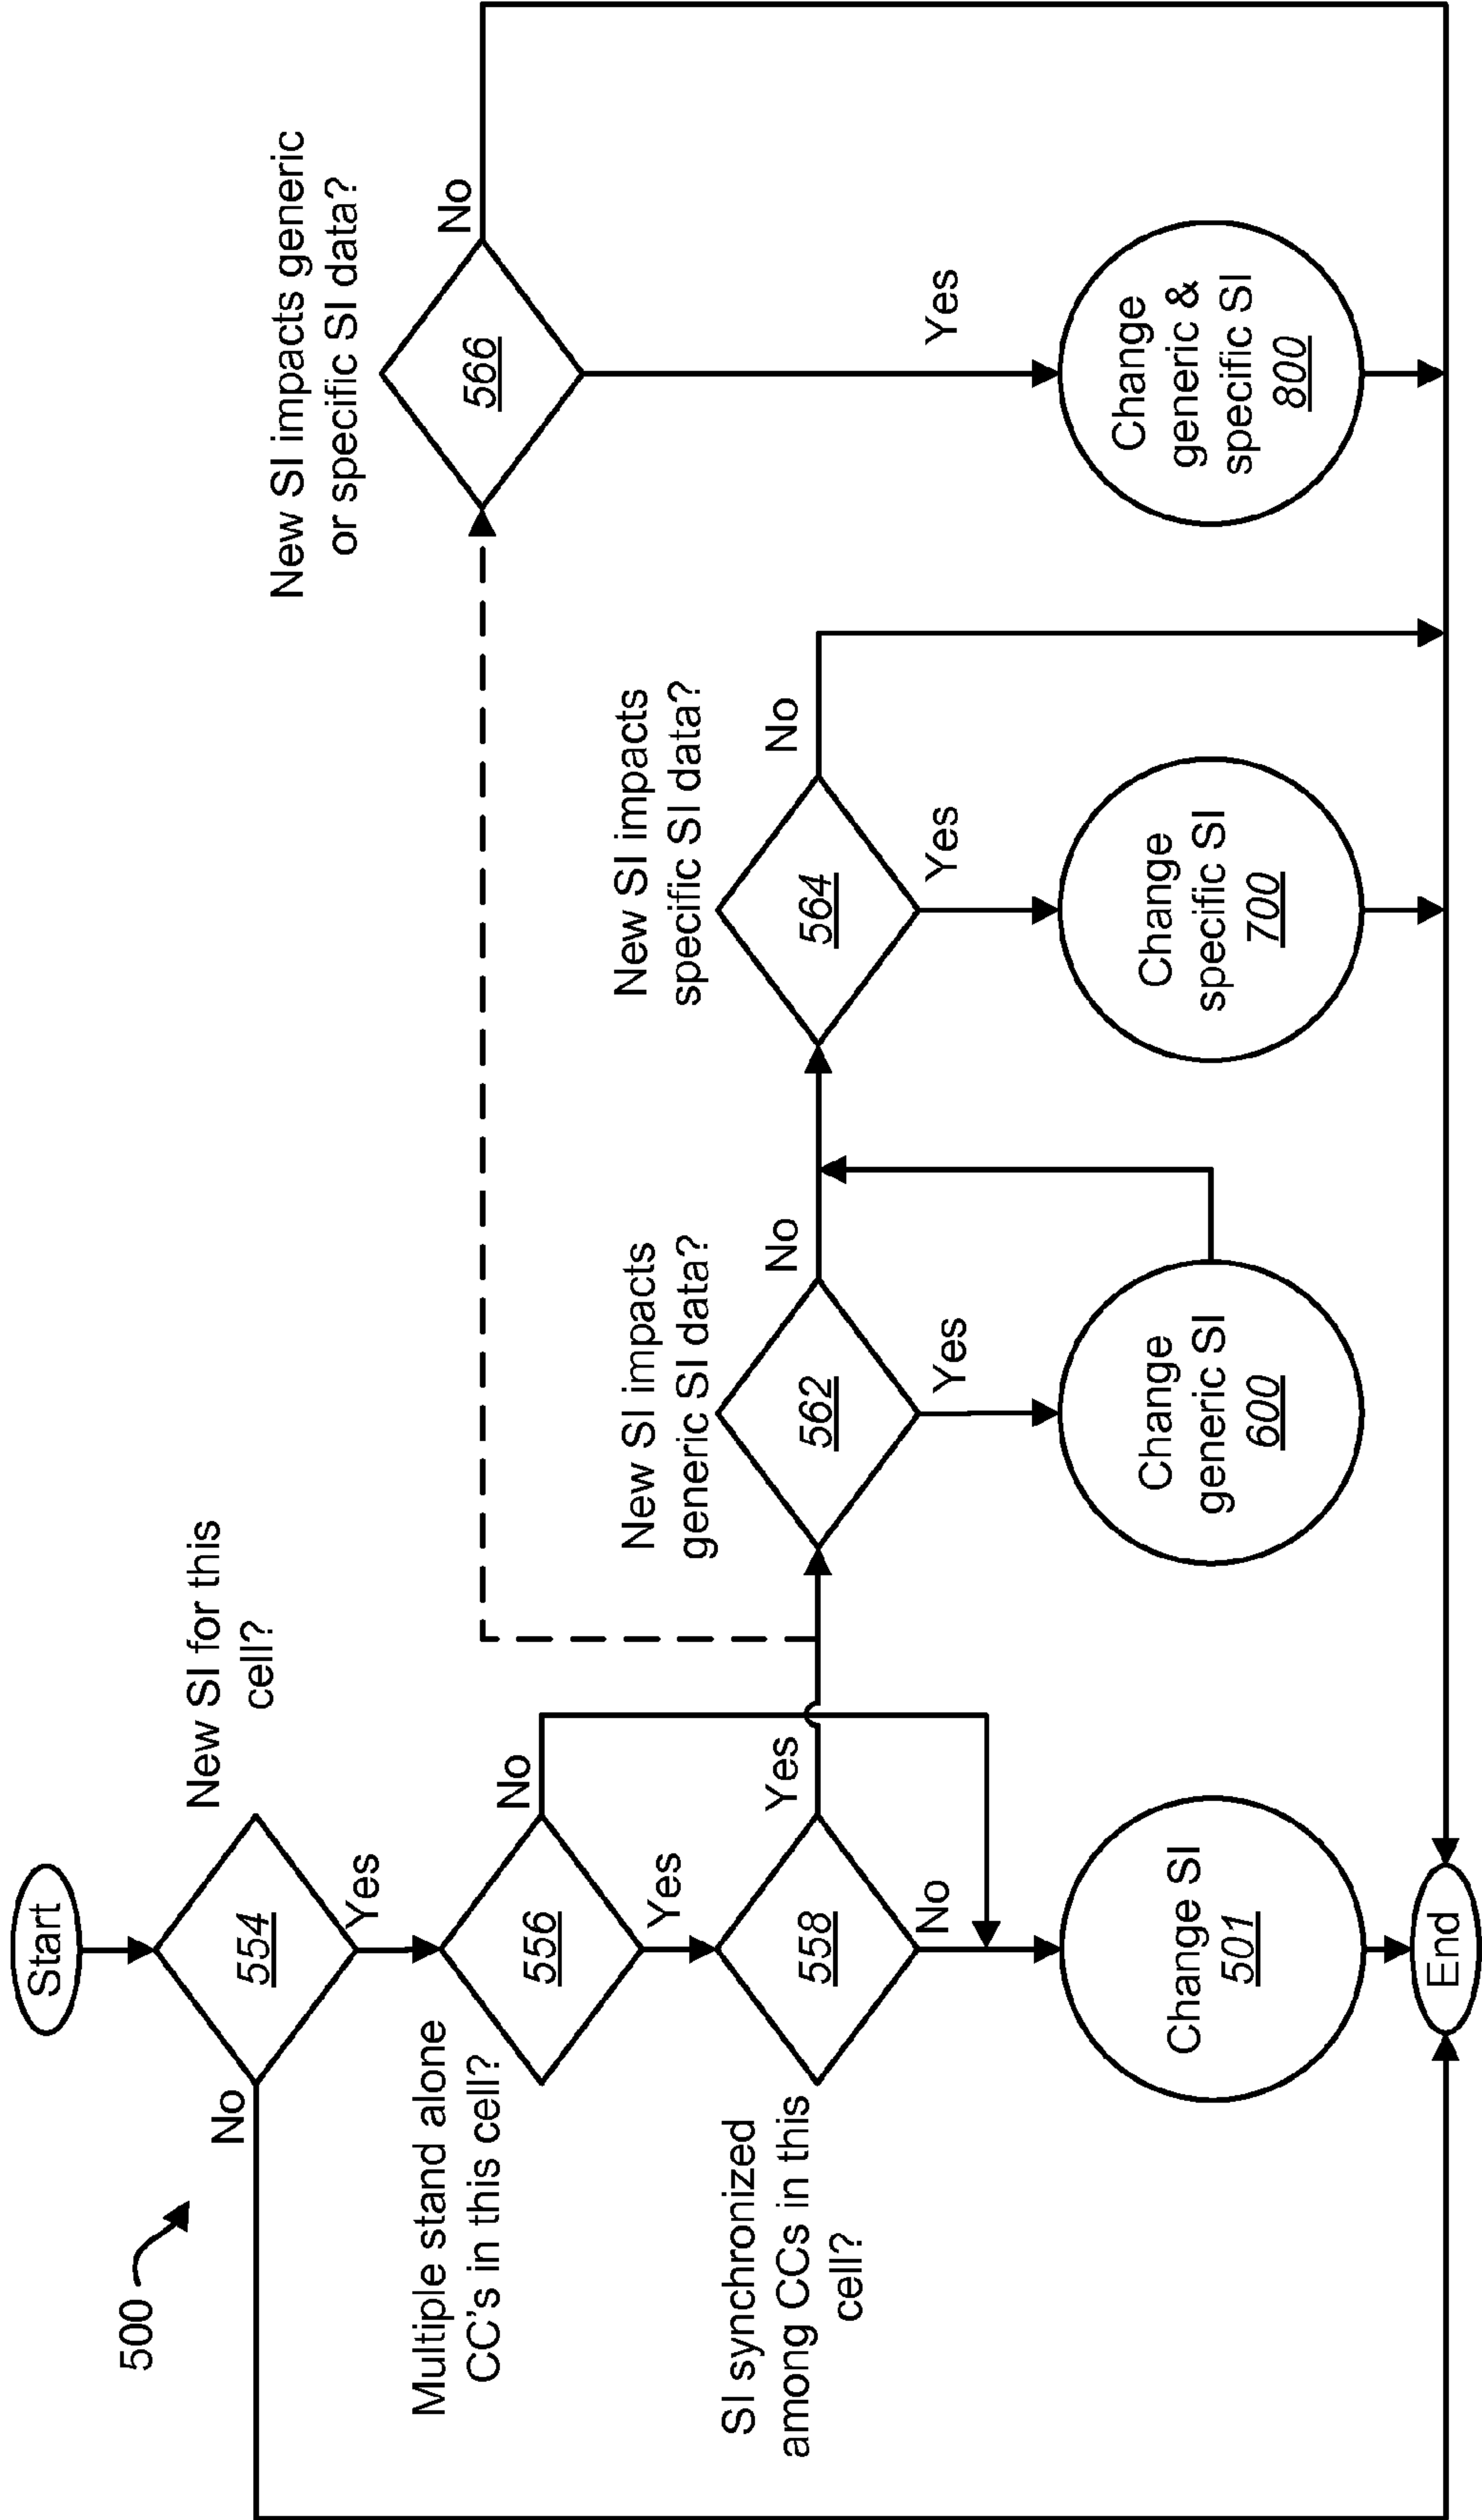 500
Start
New SI for this
cell?
554
No
Yes
Multiple stand alone
CC's in this cell?
556
No
Yes
SI synchronized
among CCs in this
cell?
558
Yes
No
Change SI
501
End
New SI impacts
generic SI data?
562
No
Yes
Change
generic SI
600
New SI impacts
specific SI data?
564
No
Yes
Change
specific SI
700
New SI impacts generic
or specific SI data?
566
No
Yes
Change
generic &
specific SI
800